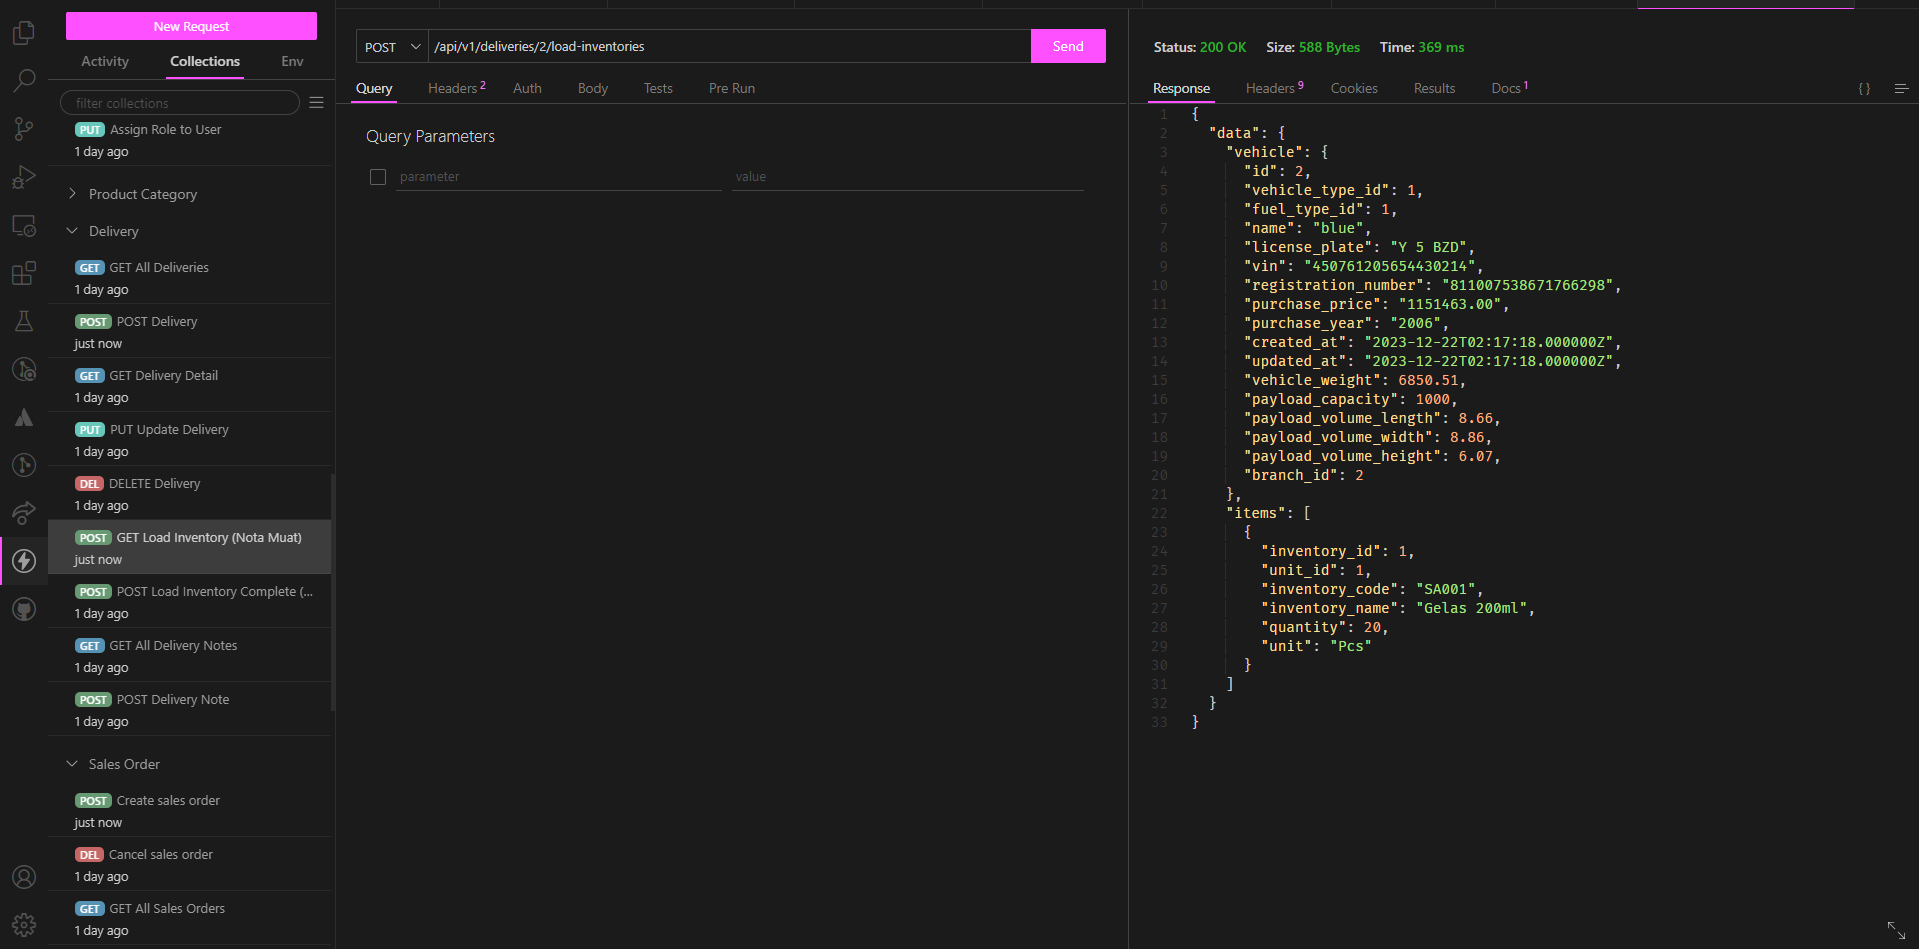 New Request
Activity Collections Env
filter collections
PUT Assign Role to User
1 day ago
Product Category
Delivery
GET GET All Deliveries
1 day ago
POST POST Delivery
just now
GET GET Delivery Detail
1 day ago
PUT PUT Update Delivery
1 day ago
DEL DELETE Delivery
1 day ago
POST GET Load Inventory (Nota Muat)
just now
POST POST Load Inventory Complete (...
1 day ago
GET GET All Delivery Notes
1 day ago
POST POST Delivery Note
1 day ago
Sales Order
POST Create sales order
just now
DEL Cancel sales order
1 day ago
GET GET All Sales Orders
1 day ago
POST /api/v1/deliveries/2/load-inventories Send
Query Headers 2 Auth Body Tests Pre Run
Query Parameters
parameter value
Status: 200 OK Size: 588 Bytes Time: 369 ms
Response Headers 9 Cookies Results Docs 1 { }
1 {
2 "data": {
3 "vehicle": {
4 "id": 2,
5 "vehicle_type_id": 1,
6 "fuel_type_id": 1,
7 "name": "blue",
8 "license_plate": "Y 5 BZD",
9 "vin": "450761205654430214",
10 "registration_number": "811007538671766298",
11 "purchase_price": "1151463.00",
12 "purchase_year": "2006",
13 "created_at": "2023-12-22T02:17:18.000000Z",
14 "updated_at": "2023-12-22T02:17:18.000000Z",
15 "vehicle_weight": 6850.51,
16 "payload_capacity": 1000,
17 "payload_volume_length": 8.66,
18 "payload_volume_width": 8.86,
19 "payload_volume_height": 6.07,
20 "branch_id": 2
21 },
22 "items": [
23 {
24 "inventory_id": 1,
25 "unit_id": 1,
26 "inventory_code": "SA001",
27 "inventory_name": "Gelas 200ml",
28 "quantity": 20,
29 "unit": "Pcs"
30 }
31 ]
32 }
33 }